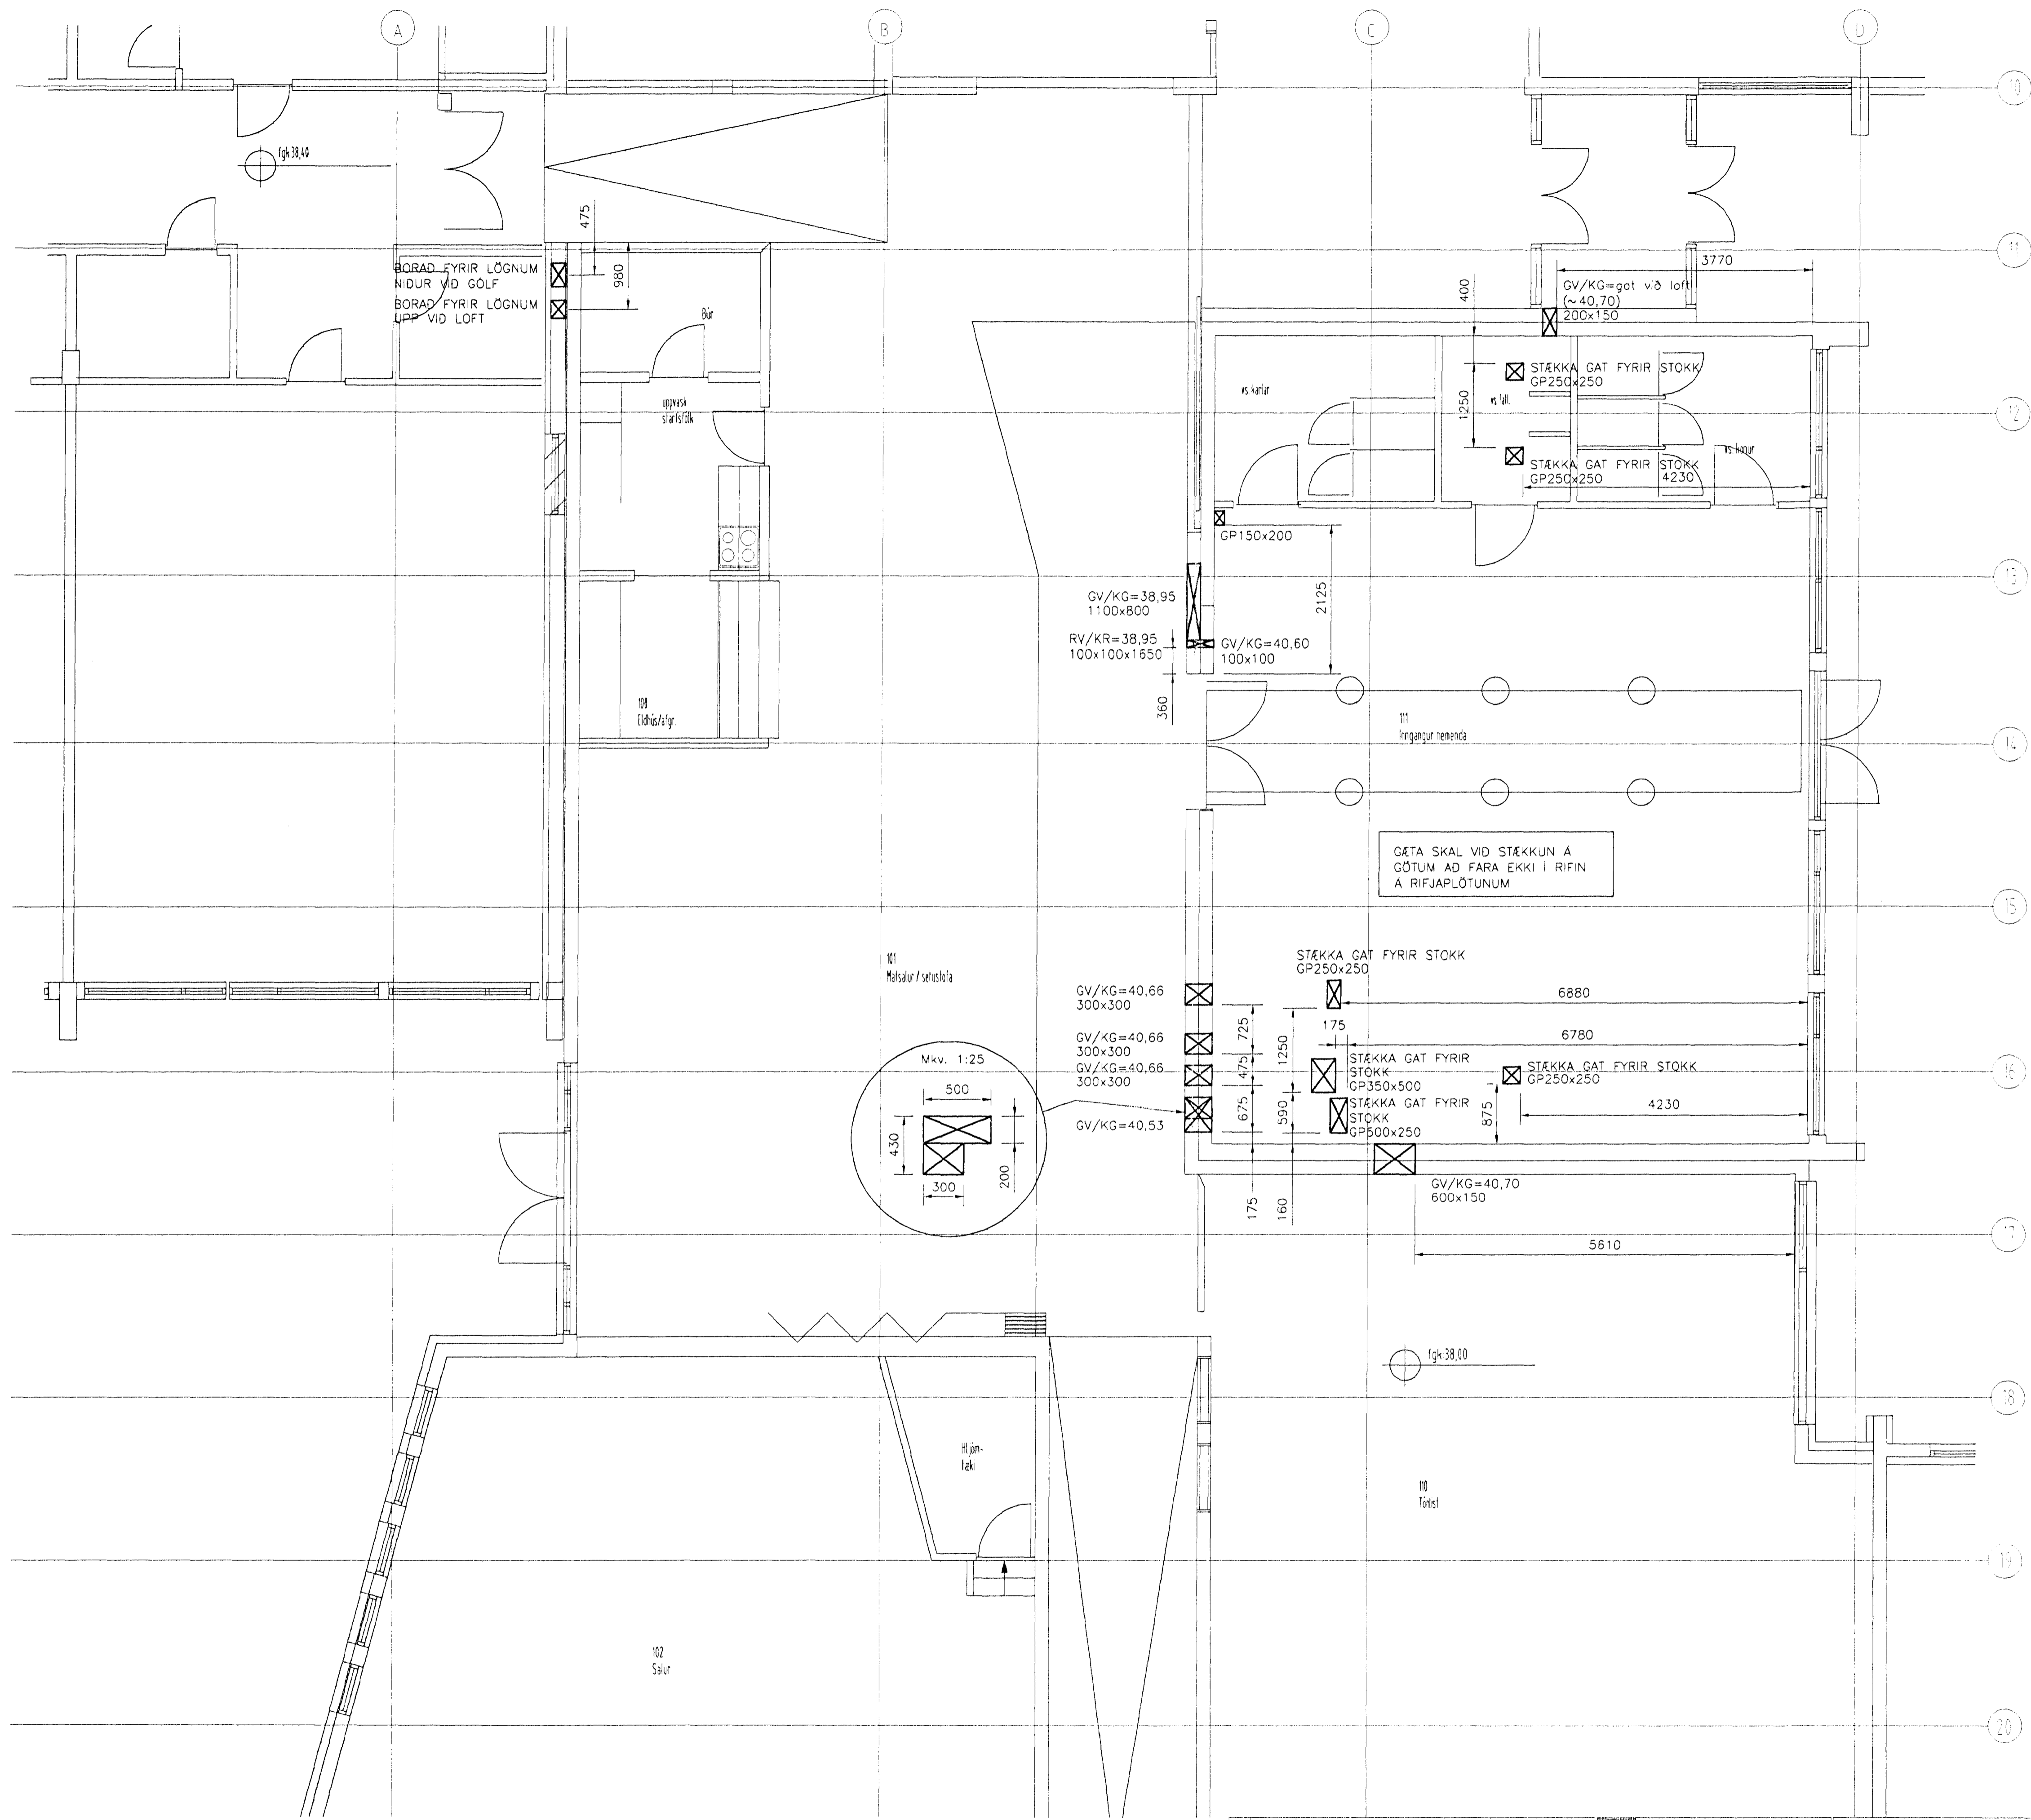 A
B
C
D
10
fgk:38,40
475
980
11
3770
BORAÐ FYRIR LÖGNUM
NIÐUR VIÐ GÓLF
BORAÐ FYRIR LÖGNUM
UPP VIÐ LOFT
Búr
400
GV/KG=gat við loft
(~40,70)
200x150
STÆKKA GAT FYRIR STOKK
GP250x250
1250
vs. karlar
vs. fatl.
12
uppvask
starfsfólk
vs. konur
STÆKKA GAT FYRIR STOKK
GP250x250
4230
GP150x200
13
2125
GV/KG=38,95
1100x800
RV/KR=38,95
100x100x1650
GV/KG=40,60
100x100
360
108
Eldhús/afgr.
111
Inngangur nemenda
14
GÆTA SKAL VIÐ STÆKKUN Á
GÖTUM AÐ FARA EKKI Í RIFIN
Á RIFJAPLÖTUNUM
15
101
Matsalur / setustofa
STÆKKA GAT FYRIR STOKK
GP250x250
GV/KG=40,66
300x300
6880
725
1250
175
6780
GV/KG=40,66
300x300
GV/KG=40,66
300x300
475
STÆKKA GAT FYRIR
STOKK
GP350x500
STÆKKA GAT FYRIR STOKK
GP250x250
16
Mkv. 1:25
500
430
300
200
GV/KG=40,53
675
590
STÆKKA GAT FYRIR
STOKK
GP500x250
875
4230
175
160
GV/KG=40,70
600x150
5610
17
fgk:38,00
18
Hljóm-
tæki
110
Tónlist
19
102
Salur
20